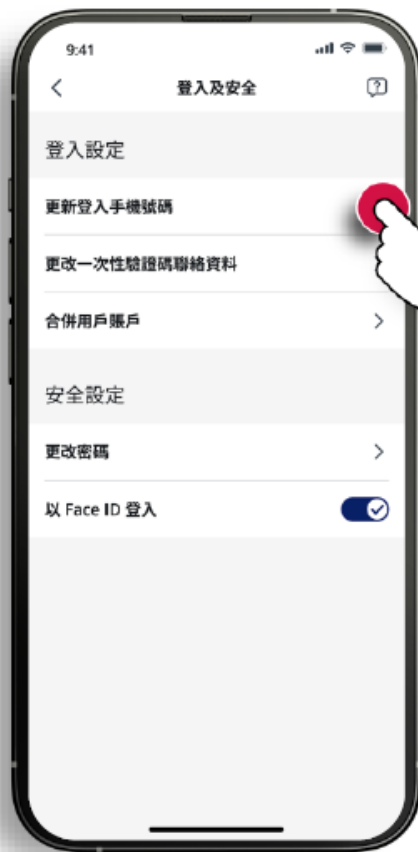 9:41
登入及安全
登入設定
更新登入手機號碼
更改一次性驗證碼聯絡資料
合併用戶賬戶
安全設定
更改密碼
以 Face ID 登入